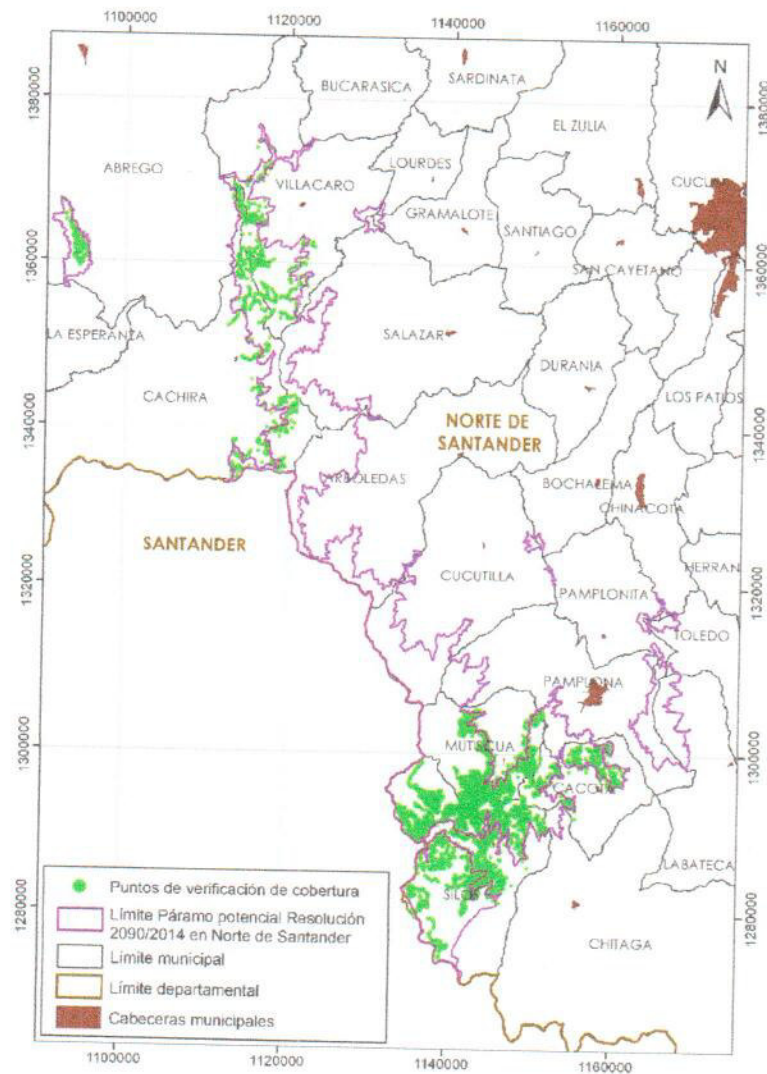 1100000
1120000
1140000
1160000
1380000
1360000
1340000
1320000
1300000
1280000
N
BUCARASICA
SARDINATA
EL ZULIA
ABREGO
LOURDES
VILLACARO
GRAMALOTE
SANTIAGO
SAN CAYETANO
LA ESPERANZA
SALAZAR
DURANIA
CACHIRA
LOS PATIOS
NORTE DE
SANTANDER
ARBOLEDAS
BOCHALEMA
CHINACOTA
SANTANDER
CUCUTILLA
PAMPLONITA
HERRAN
TOLEDO
PAMPLONA
MUTISCUA
CACOTA
LABATECA
SILOS
CHITAGA
Puntos de verificación de cobertura
Límite Páramo potencial Resolución
2090/2014 en Norte de Santander
Límite municipal
Límite departamental
Cabeceras municipales
1380000
1360000
1340000
1320000
1300000
1280000
1100000
1120000
1140000
1160000